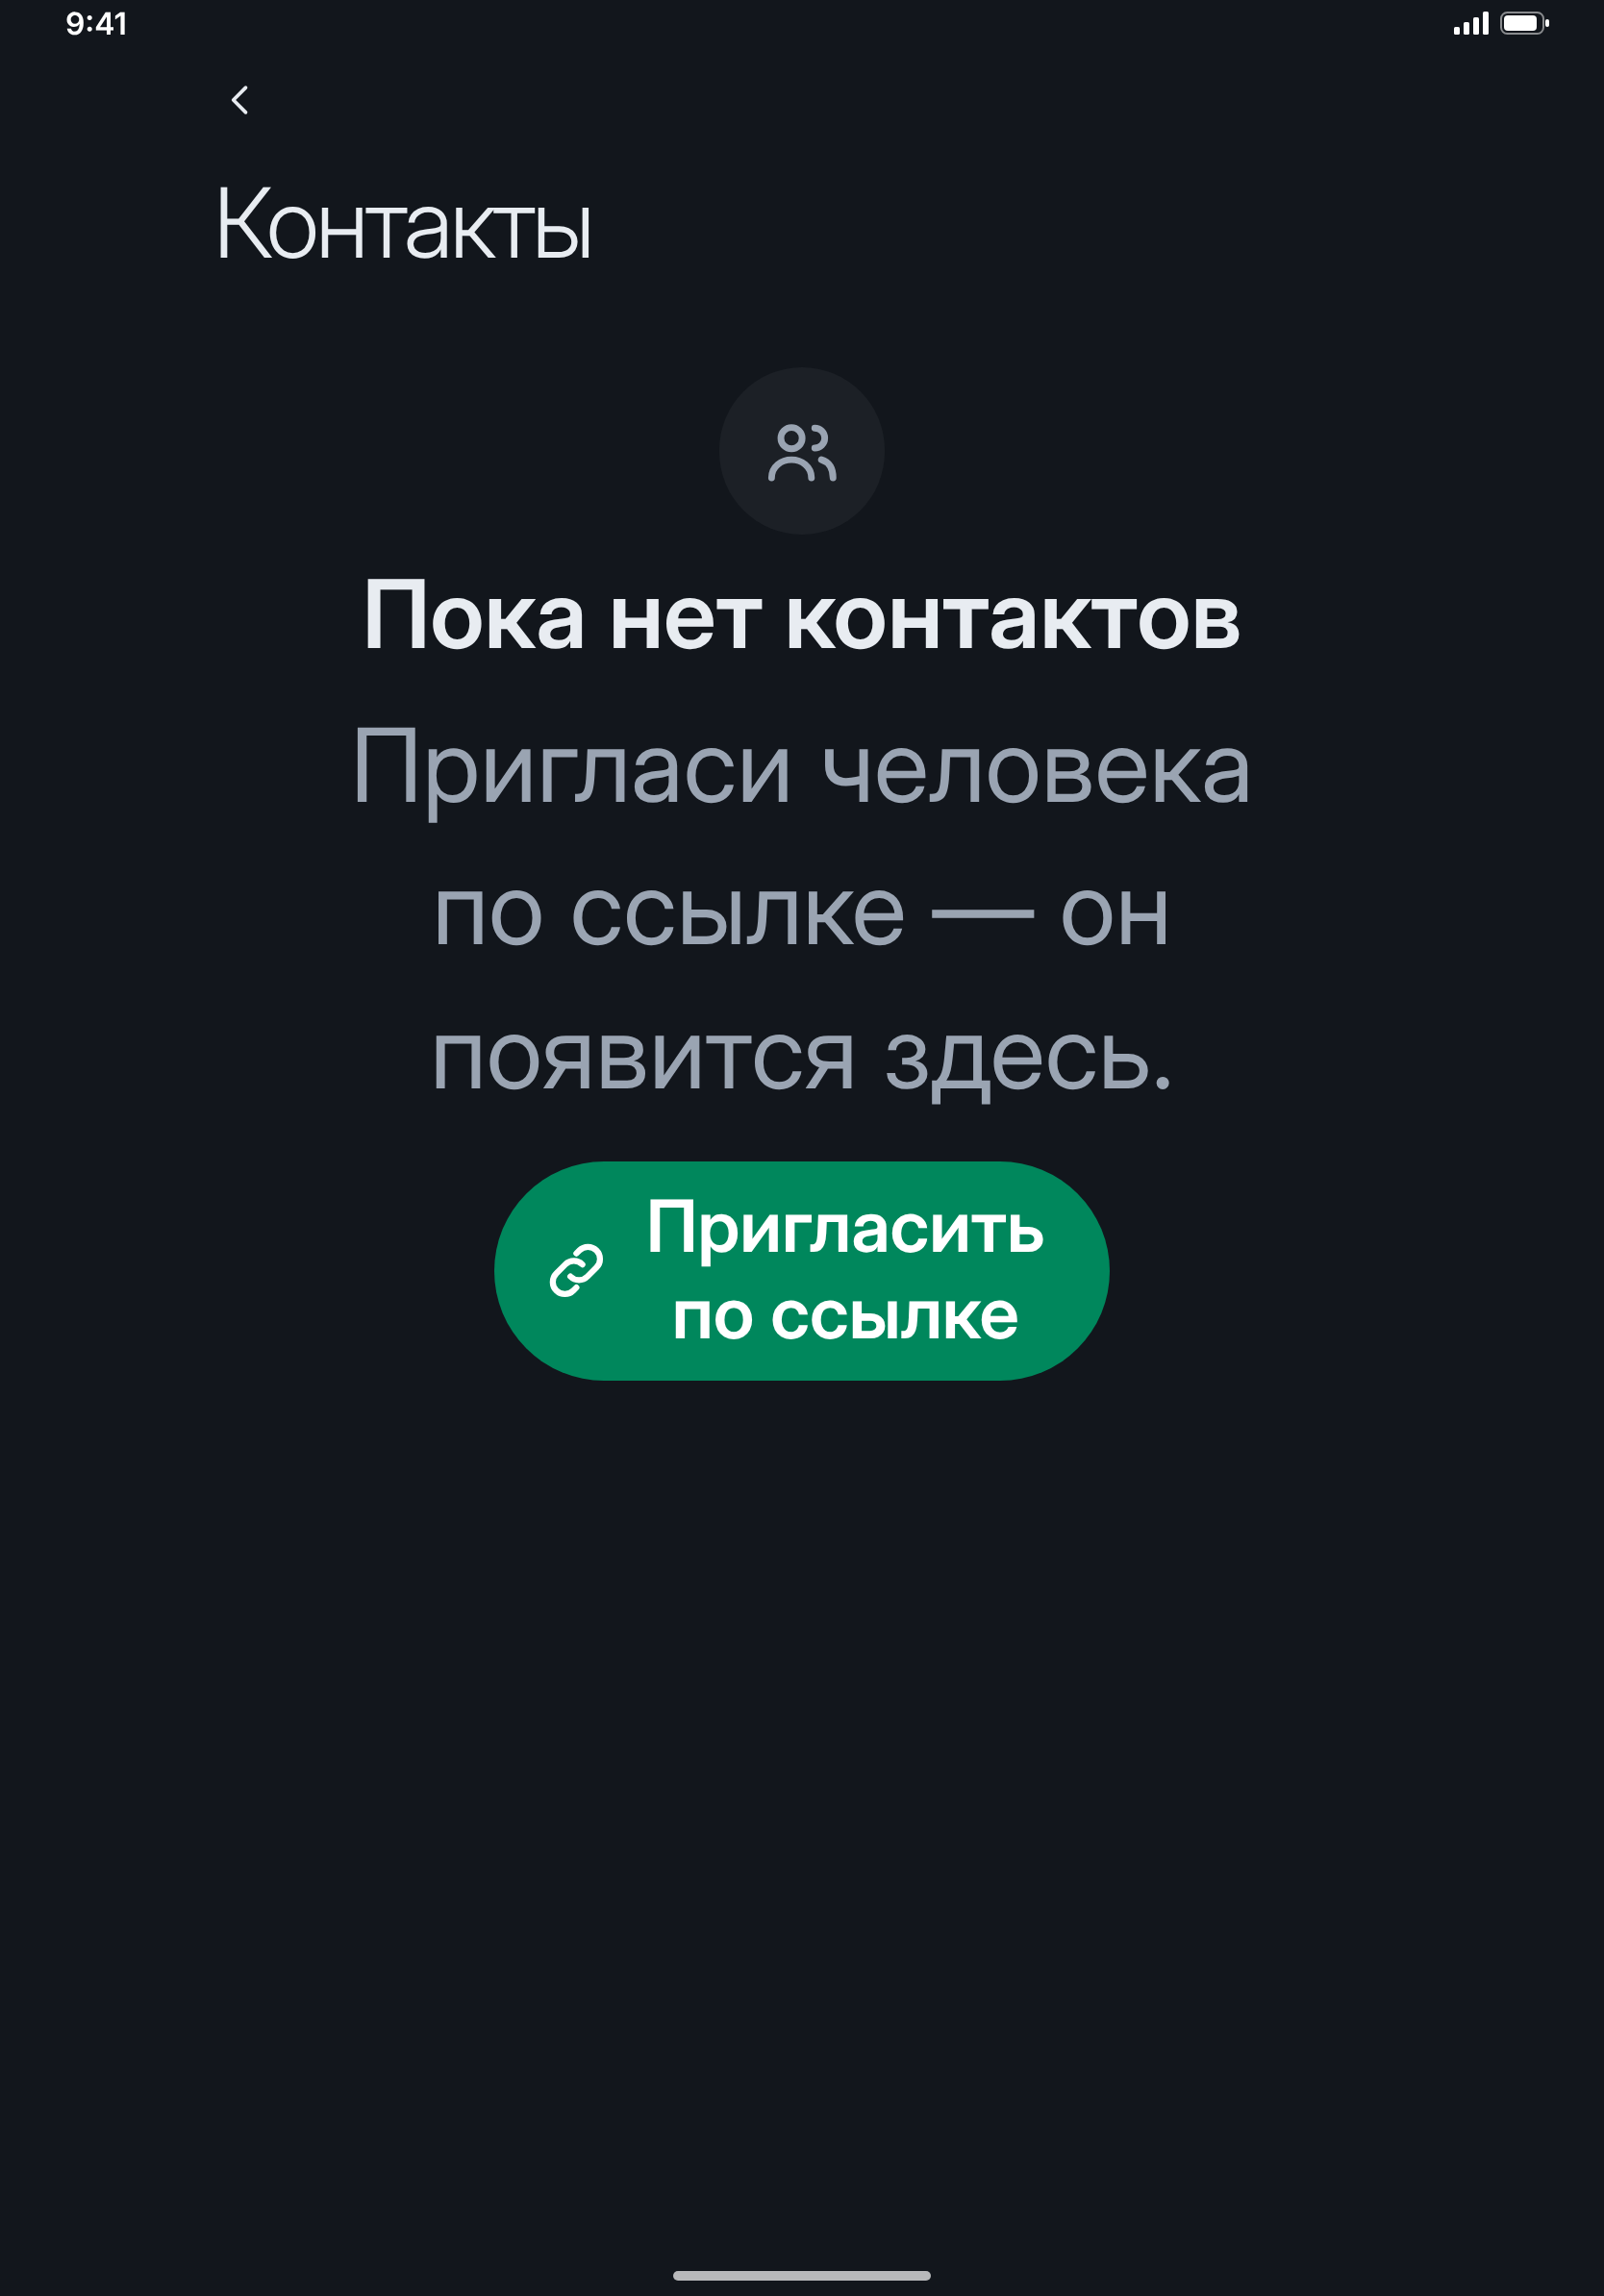 9:41
Контакты
Пока нет контактов
Пригласи человека
по ссылке — он
появится здесь.
Пригласить
по ссылке